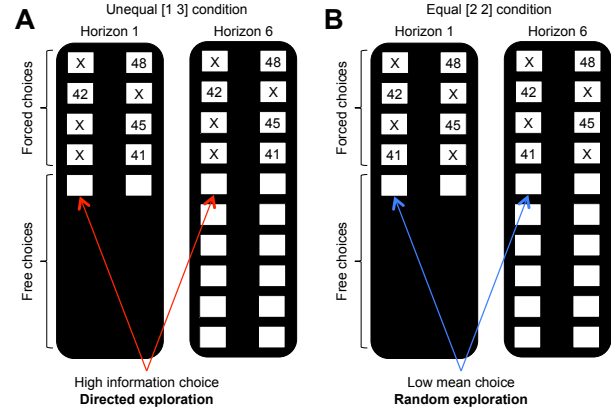 A
Unequal [1 3] condition
Horizon 1
Horizon 6
Forced choices
X 48
42 X
X 45
X 41
X 48
42 X
X 45
X 41
Free choices
High information choice
Directed exploration
B
Equal [2 2] condition
Horizon 1
Horizon 6
Forced choices
X 48
42 X
X 45
41 X
X 48
42 X
X 45
41 X
Free choices
Low mean choice
Random exploration